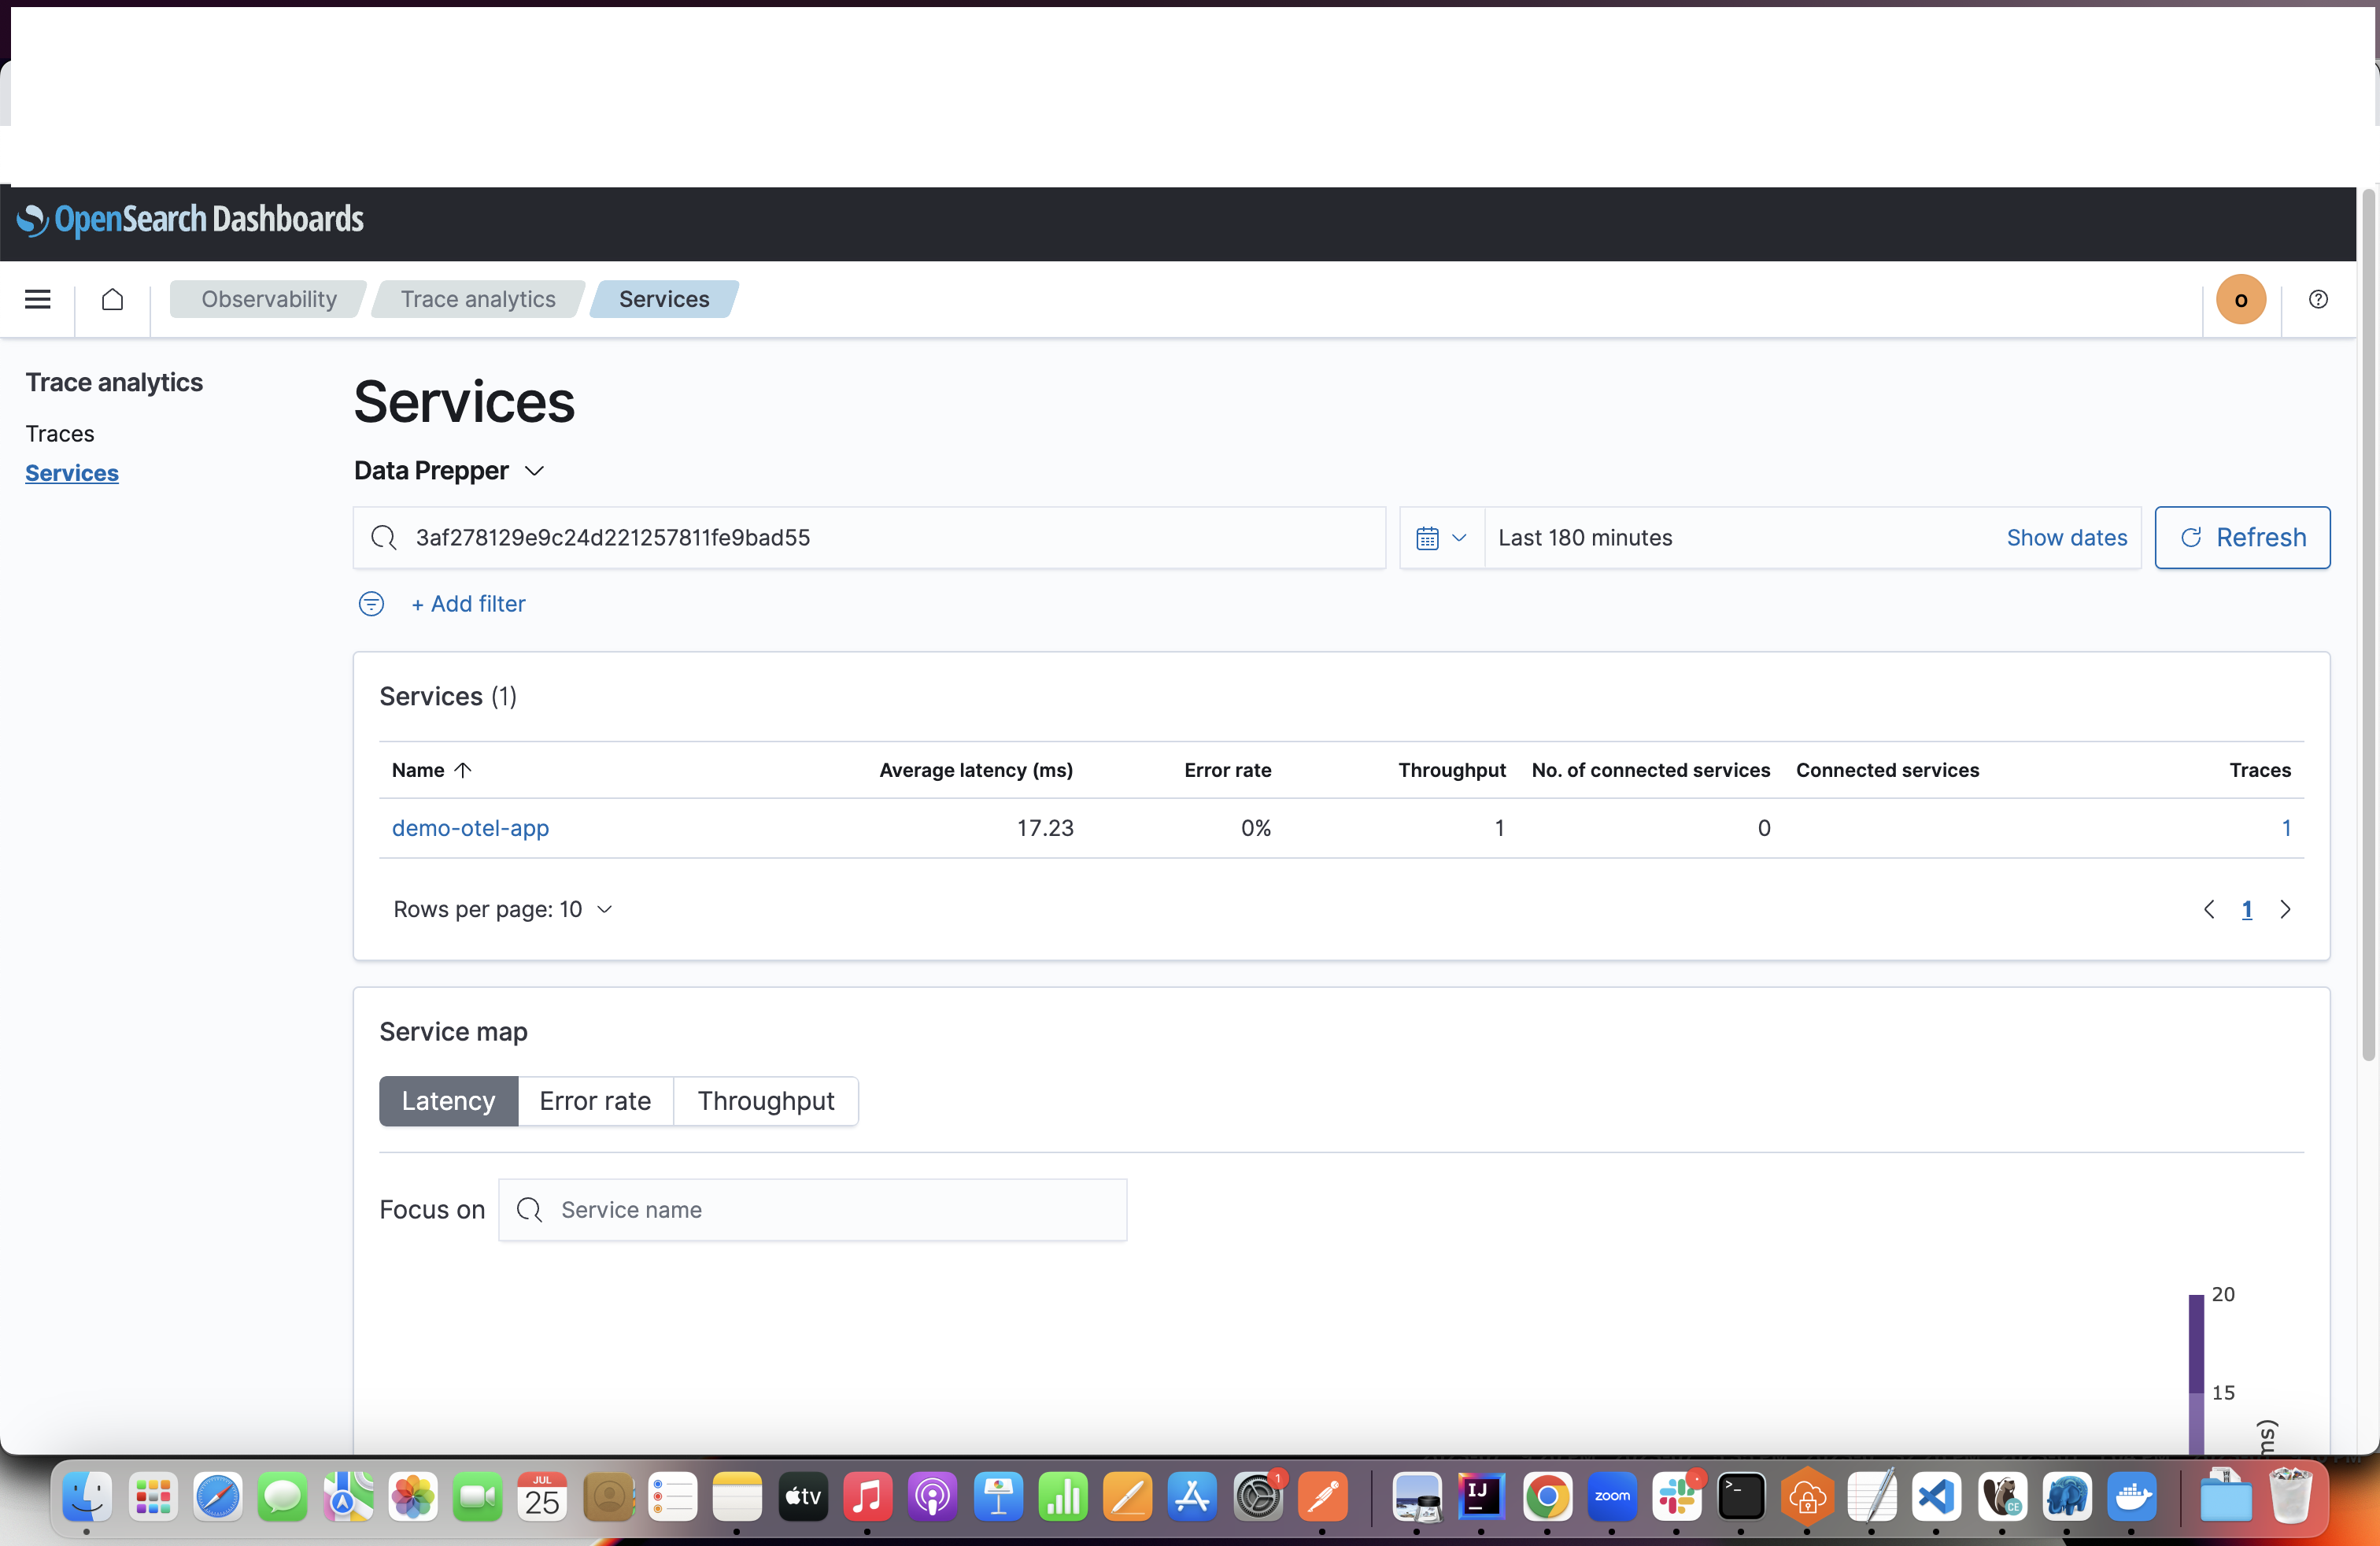 OpenSearch Dashboards
Observability Trace analytics Services
o
Trace analytics
Traces
Services
Services
Data Prepper
3af278129e9c24d221257811fe9bad55
Last 180 minutes Show dates Refresh
+ Add filter
Services (1)
Name Average latency (ms) Error rate Throughput No. of connected services Connected services Traces
demo-otel-app 17.23 0% 1 0 1
Rows per page: 10
1
Service map
Latency Error rate Throughput
Focus on Service name
20
15
ms)
JUL
25
tv
1
IJ
zoom
>_
CE